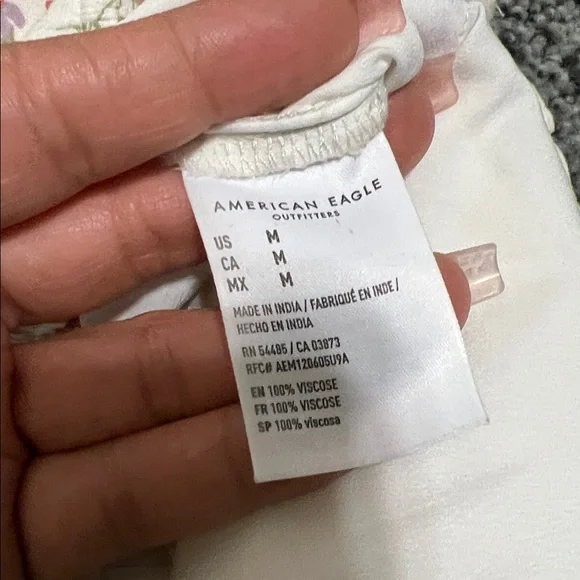 AMERICAN EAGLE
OUTFITTERS
US M
CA M
MX M
MADE IN INDIA / FABRIQUÉ EN INDE /
HECHO EN INDIA
RN 54485 / CA 03873
RFC# AEM120605U9A
EN 100% VISCOSE
FR 100% VISCOSE
SP 100% viscosa